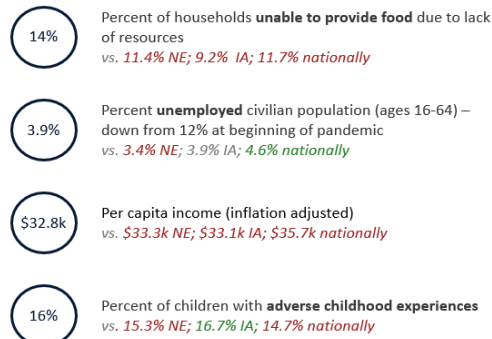 14%
Percent of households unable to provide food due to lack
of resources
vs. 11.4% NE; 9.2%  IA; 11.7% nationally
3.9%
Percent unemployed civilian population (ages 16-64) –
down from 12% at beginning of pandemic
vs. 3.4% NE; 3.9% IA; 4.6% nationally
$32.8k
Per capita income (inflation adjusted)
vs. $33.3k NE; $33.1k IA; $35.7k nationally
16%
Percent of children with adverse childhood experiences
vs. 15.3% NE; 16.7% IA; 14.7% nationally